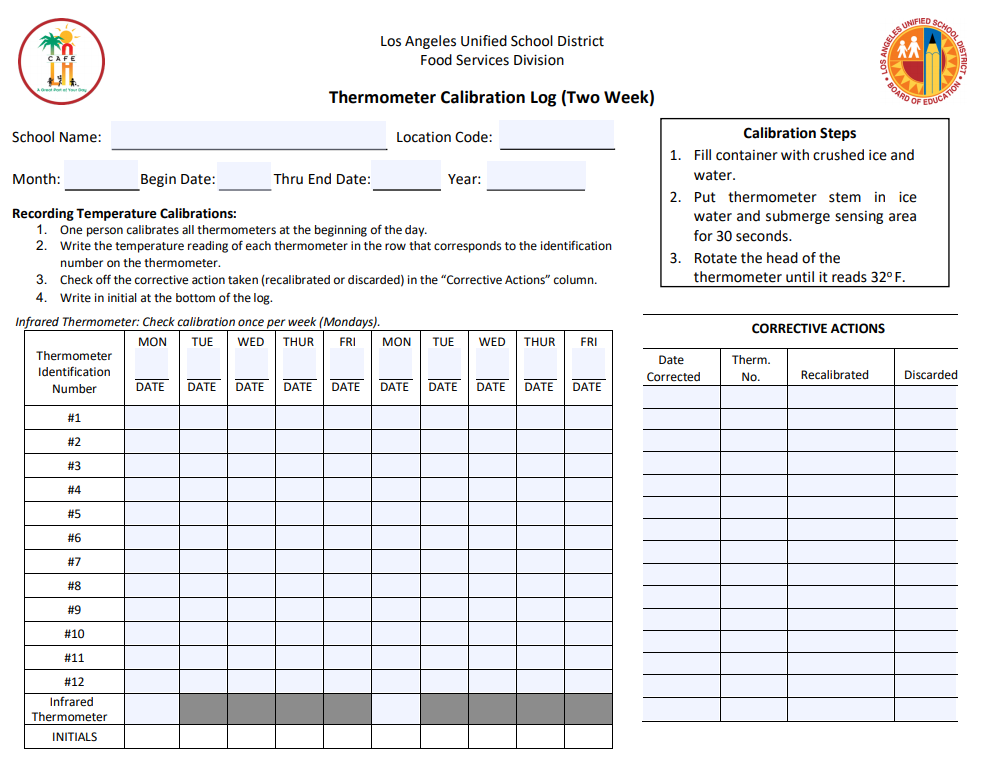 CAFE
LA
A Great Part of Your Day
Los Angeles Unified School District
Food Services Division
Thermometer Calibration Log (Two Week)
LOS ANGELES UNIFIED SCHOOL DISTRICT
BOARD OF EDUCATION
School Name:
Location Code:
Month:
Begin Date:
Thru End Date:
Year:
Recording Temperature Calibrations:
1. One person calibrates all thermometers at the beginning of the day.
2. Write the temperature reading of each thermometer in the row that corresponds to the identification
number on the thermometer.
3. Check off the corrective action taken (recalibrated or discarded) in the “Corrective Actions” column.
4. Write in initial at the bottom of the log.
Calibration Steps
1. Fill container with crushed ice and
water.
2. Put thermometer stem in ice
water and submerge sensing area
for 30 seconds.
3. Rotate the head of the
thermometer until it reads 32º F.
Infrared Thermometer: Check calibration once per week (Mondays).
Thermometer
Identification
Number
MON TUE WED THUR FRI MON TUE WED THUR FRI
DATE DATE DATE DATE DATE DATE DATE DATE DATE DATE
#1
#2
#3
#4
#5
#6
#7
#8
#9
#10
#11
#12
Infrared
Thermometer
INITIALS
CORRECTIVE ACTIONS
Date
Corrected
Therm.
No.
Recalibrated
Discarded